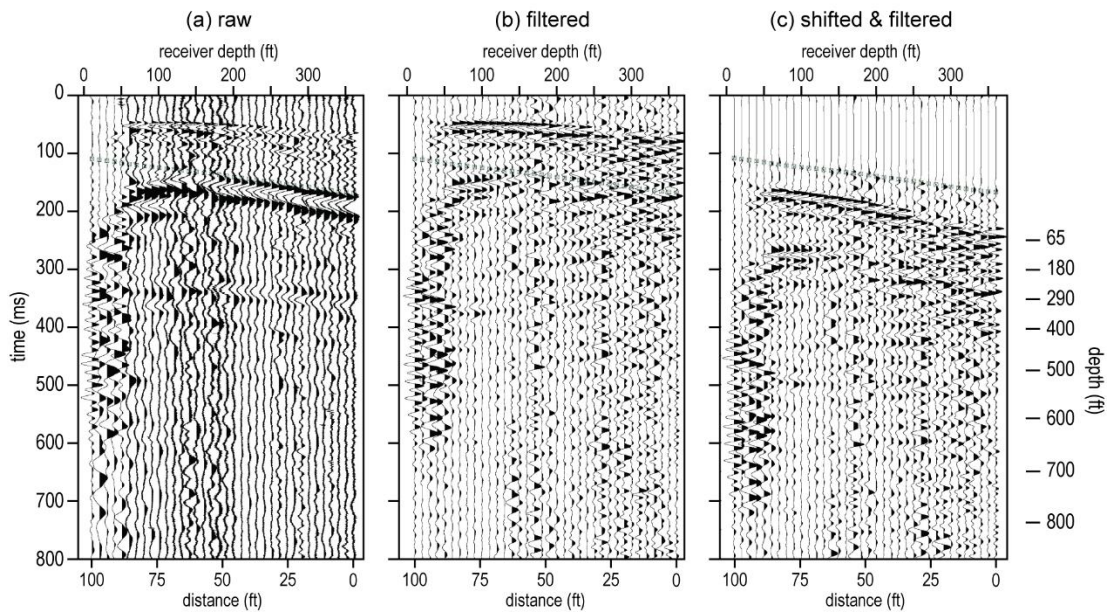 (a) raw
(b) filtered
(c) shifted & filtered
receiver depth (ft)
receiver depth (ft)
receiver depth (ft)
0 100 200 300
0 100 200 300
0 100 200 300
0
100
200
300
400
500
600
700
800
time (ms)
65
180
290
400
500
600
700
800
depth (ft)
100 75 50 25 0
100 75 50 25 0
100 75 50 25 0
distance (ft)
distance (ft)
distance (ft)